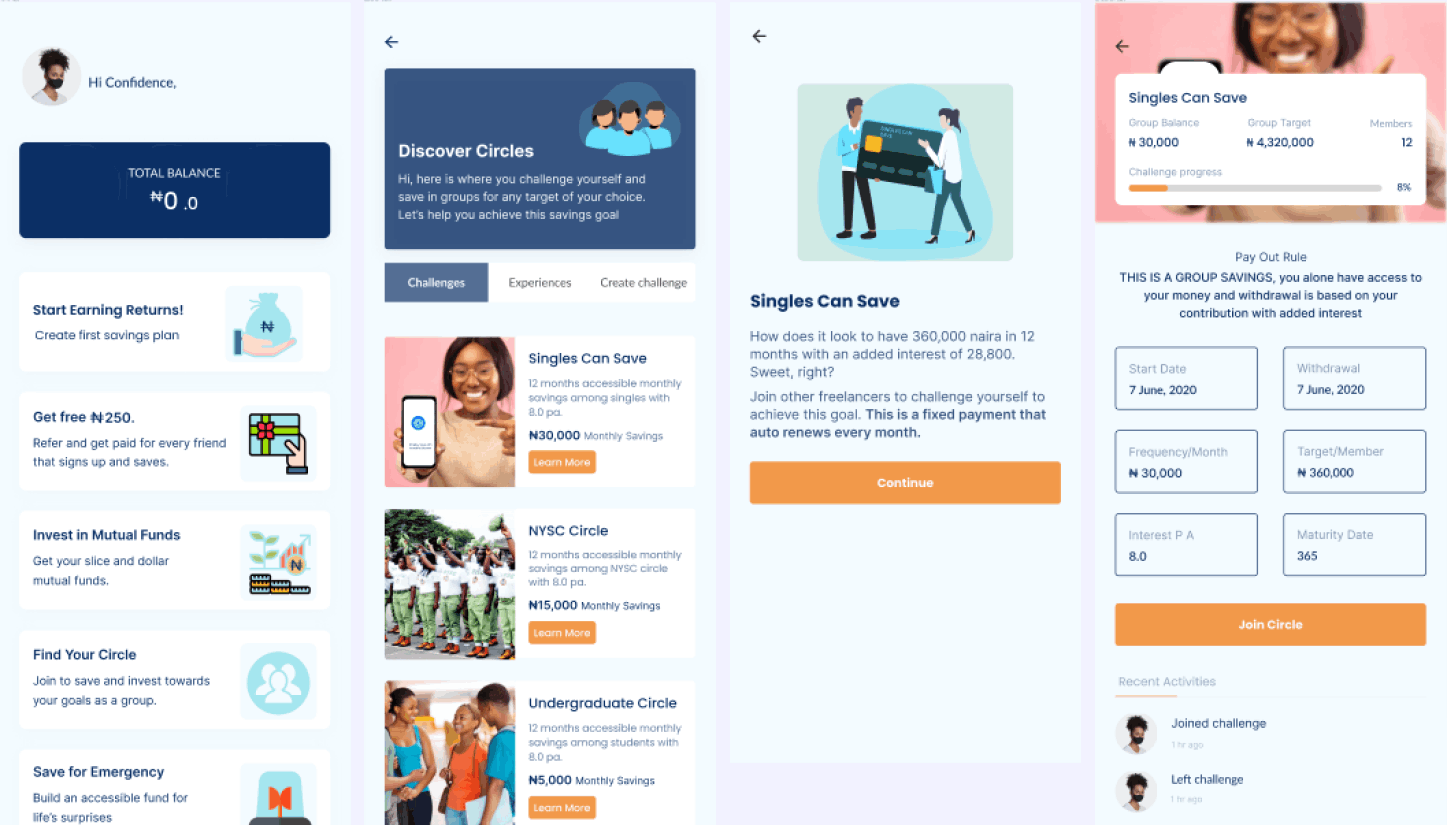 Hi Confidence,
TOTAL BALANCE
₦0 .0
Start Earning Returns!
Create first savings plan
₦
Get free ₦250.
Refer and get paid for every friend
that signs up and saves.
Invest in Mutual Funds
Get your slice and dollar
mutual funds.
₦
Find Your Circle
Join to save and invest towards
your goals as a group.
Save for Emergency
Build an accessible fund for
life's surprises
Discover Circles
Hi, here is where you challenge yourself and
save in groups for any target of your choice.
Let's help you achieve this savings goal
Challenges
Experiences
Create challenge
Singles Can Save
12 months accessible monthly
savings among singles with
8.0 pa.
₦30,000 Monthly Savings
Learn More
NYSC Circle
12 months accessible monthly
savings among NYSC circle
with 8.0 pa.
₦15,000 Monthly Savings
Learn More
Undergraduate Circle
12 months accessible monthly
savings among students with
8.0 pa.
₦5,000 Monthly Savings
Learn More
SINGLES CAN
SAVE
Singles Can Save
How does it look to have 360,000 naira in 12
months with an added interest of 28,800.
Sweet, right?
Join other freelancers to challenge yourself to
achieve this goal. This is a fixed payment that
auto renews every month.
Continue
Singles Can Save
Group Balance
₦ 30,000
Group Target
₦ 4,320,000
Members
12
Challenge progress
8%
Pay Out Rule
THIS IS A GROUP SAVINGS, you alone have access to
your money and withdrawal is based on your
contribution with added interest
Start Date
7 June, 2020
Withdrawal
7 June, 2020
Frequency/Month
₦ 30,000
Target/Member
₦ 360,000
Interest P A
8.0
Maturity Date
365
Join Circle
Recent Activities
Joined challenge
1 hr ago
Left challenge
1 hr ago